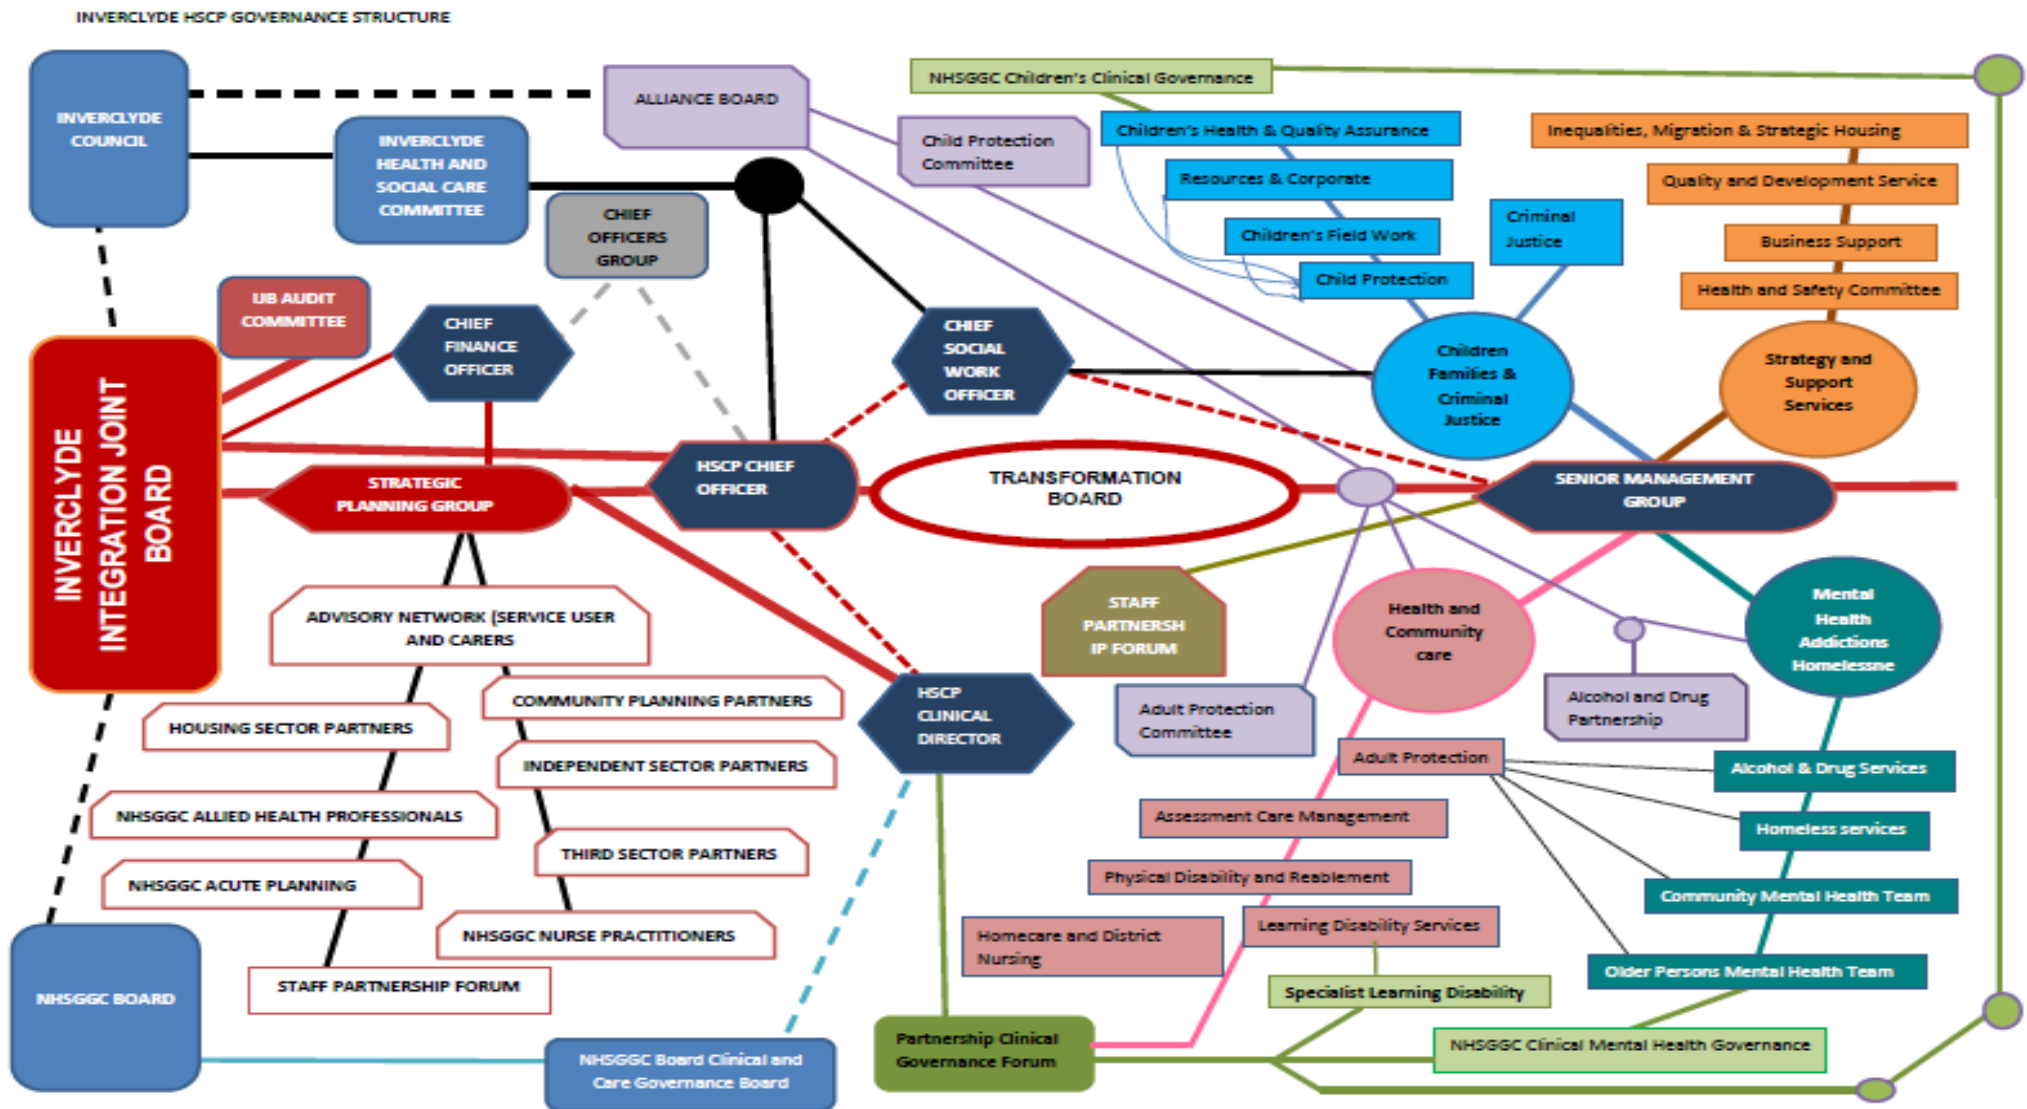 INVERCLYDE HSCP GOVERNANCE STRUCTURE
INVERCLYDE
COUNCIL
INVERCLYDE
HEALTH AND
SOCIAL CARE
COMMITTEE
ALLIANCE BOARD
CHIEF
OFFICERS
GROUP
NHSGGC Children's Clinical Governance
Child Protection
Committee
Children's Health & Quality Assurance
Resources & Corporate
Children's Field Work
Child Protection
Criminal
Justice
Inequalities, Migration & Strategic Housing
Quality and Development Service
Business Support
Health and Safety Committee
IJB AUDIT
COMMITTEE
CHIEF
FINANCE
OFFICER
CHIEF
SOCIAL
WORK
OFFICER
Children
Families &
Criminal
Justice
Strategy and
Support
Services
INVERCLYDE
INTEGRATION JOINT
BOARD
STRATEGIC
PLANNING GROUP
HSCP CHIEF
OFFICER
TRANSFORMATION
BOARD
SENIOR MANAGEMENT
GROUP
ADVISORY NETWORK (SERVICE USER
AND CARERS
STAFF
PARTNERSH
IP FORUM
Health and
Community
care
Mental
Health
Addictions
Homelessne
COMMUNITY PLANNING PARTNERS
HOUSING SECTOR PARTNERS
HSCP
CLINICAL
DIRECTOR
Adult Protection
Committee
Alcohol and Drug
Partnership
INDEPENDENT SECTOR PARTNERS
Adult Protection
Alcohol & Drug Services
NHSGGC ALLIED HEALTH PROFESSIONALS
Assessment Care Management
Homeless services
THIRD SECTOR PARTNERS
NHSGGC ACUTE PLANNING
Physical Disability and Reablement
Community Mental Health Team
NHSGGC NURSE PRACTITIONERS
Homecare and District
Nursing
Learning Disability Services
Older Persons Mental Health Team
STAFF PARTNERSHIP FORUM
Specialist Learning Disability
NHSGGC BOARD
NHSGGC Board Clinical and
Care Governance Board
Partnership Clinical
Governance Forum
NHSGGC Clinical Mental Health Governance